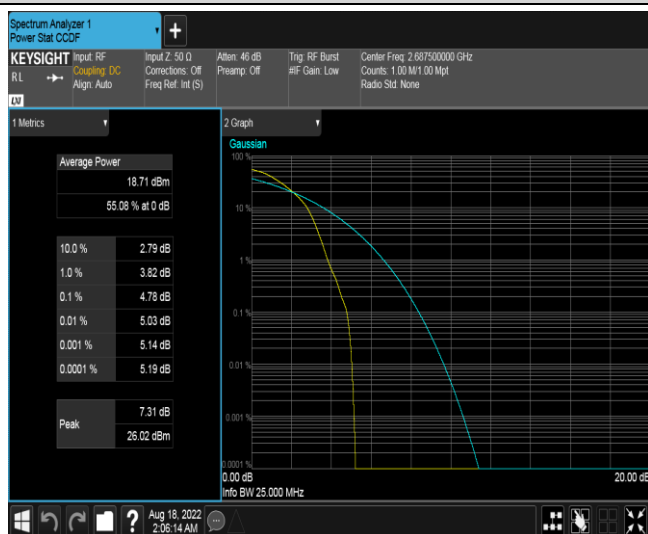 Spectrum Analyzer 1
Power Stat CCDF
+
KEYSIGHT
RL
LXI
Input: RF
Coupling: DC
Align: Auto
Input Z: 50 Ω
Corrections: Off
Freq Ref: Int (S)
Atten: 46 dB
Preamp: Off
Trig: RF Burst
#IF Gain: Low
Center Freq: 2.687500000 GHz
Counts: 1.00 M/1.00 Mpt
Radio Std: None
1 Metrics
Average Power
18.71 dBm
55.08 % at 0 dB
10.0 % 2.79 dB
1.0 % 3.82 dB
0.1 % 4.78 dB
0.01 % 5.03 dB
0.001 % 5.14 dB
0.0001 % 5.19 dB
Peak
7.31 dB
26.02 dBm
2 Graph
Gaussian
100 %
10 %
1 %
0.1 %
0.01 %
0.001 %
0.0001 %
0.00 dB
20.00 dB
Info BW 25.000 MHz
?
Aug 18, 2022
2:06:14 AM